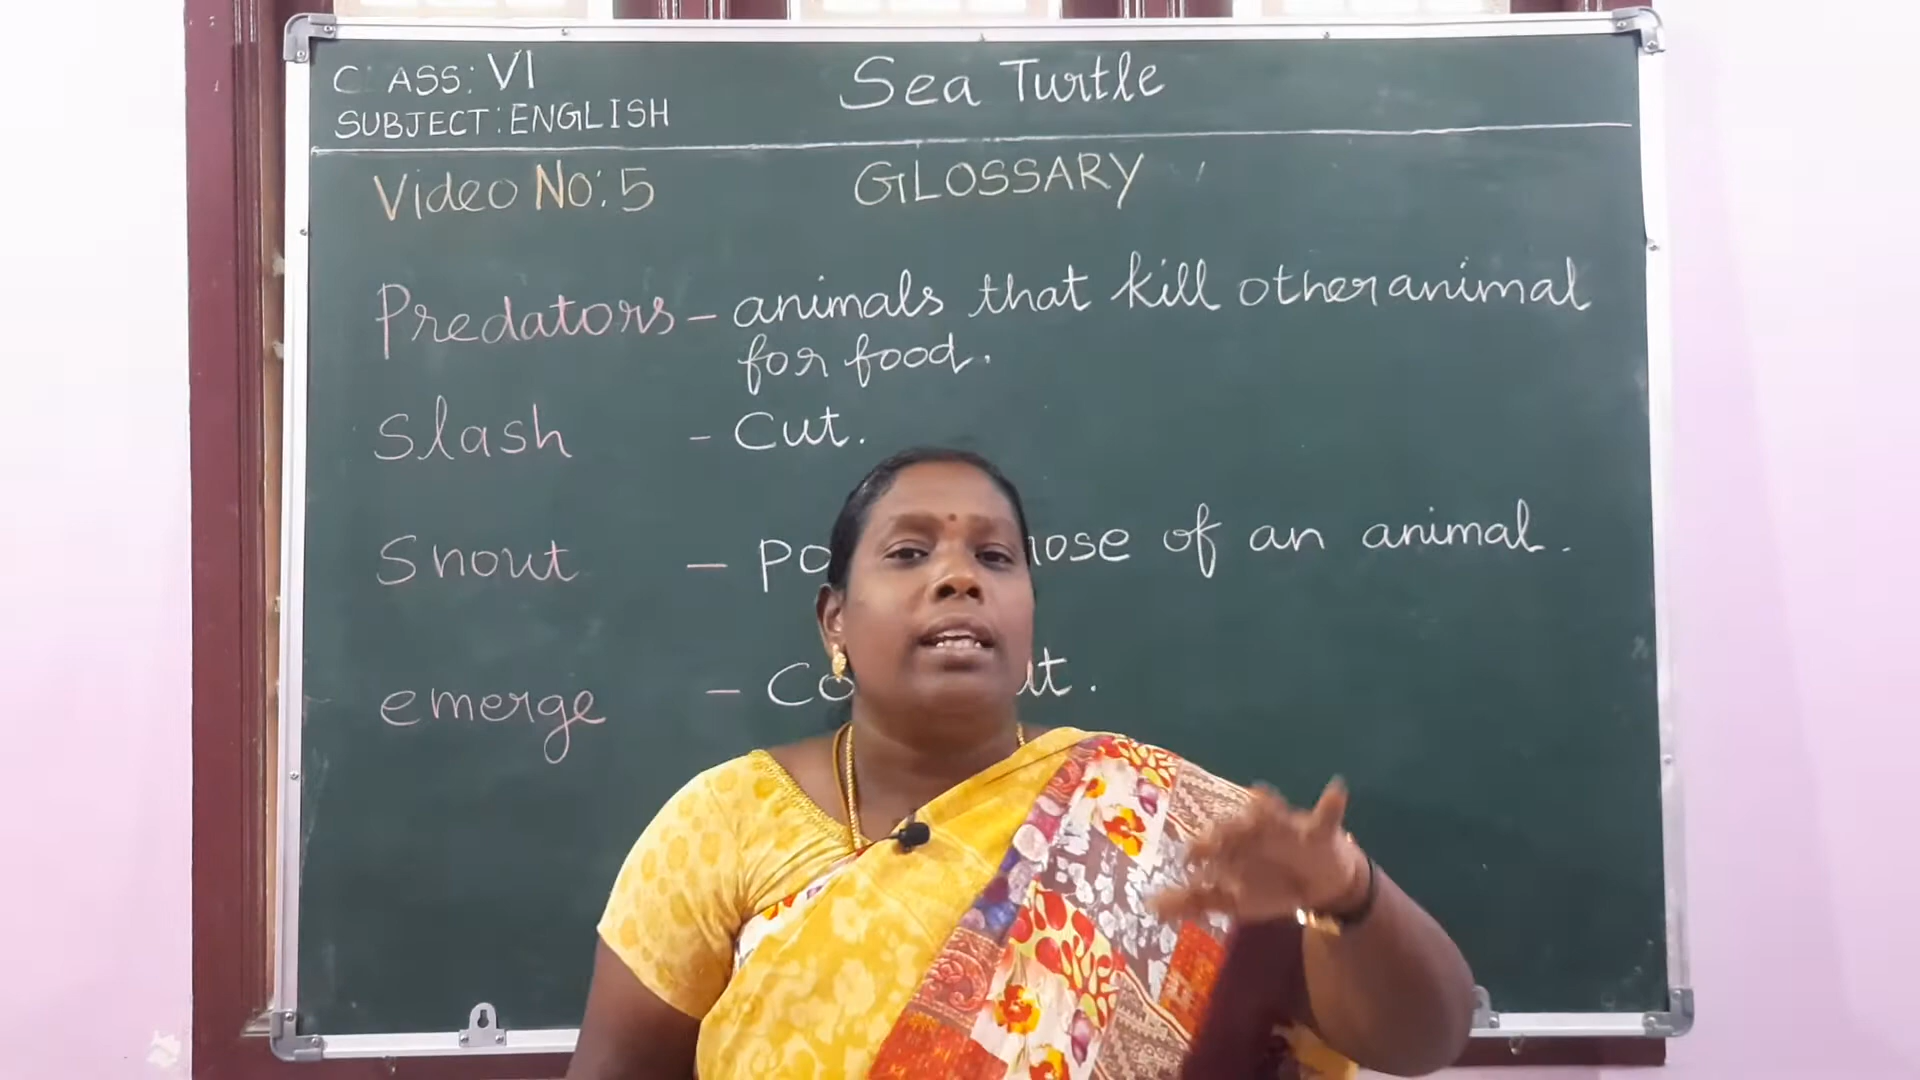 C ASS: VI
SUBJECT: ENGLISH
Sea Turtle
Video No: 5
GLOSSARY
Predators – animals that kill other animal
for food.
Slash - Cut.
Snout – of an animal.
emerge –